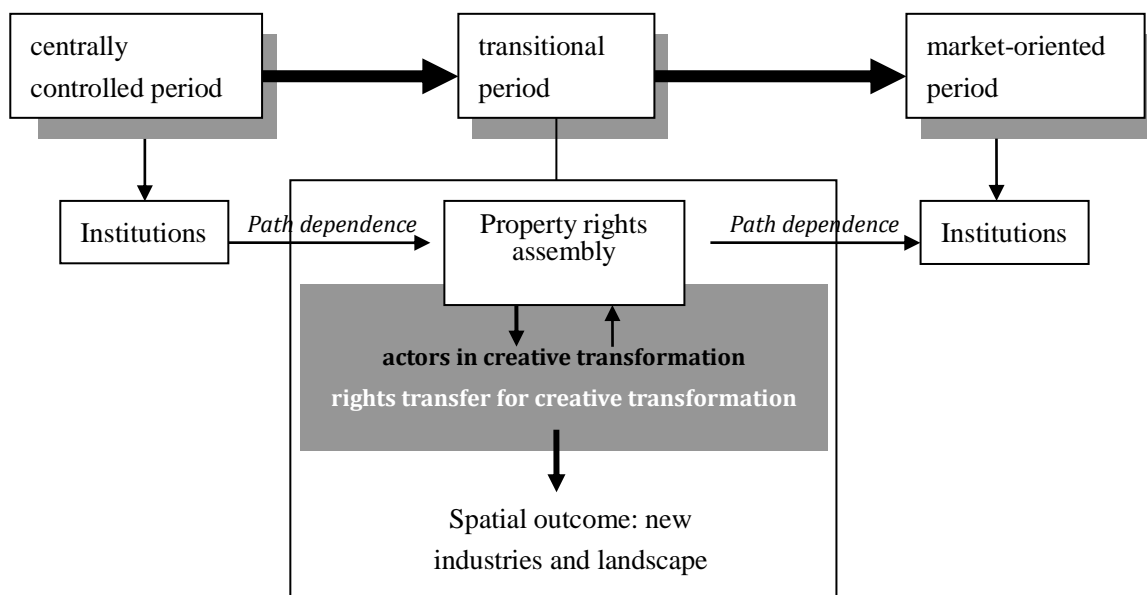 centrally
controlled period
transitional
period
market-oriented
period
Institutions
Path dependence
Property rights
assembly
Path dependence
Institutions
actors in creative transformation
rights transfer for creative transformation
Spatial outcome: new
industries and landscape